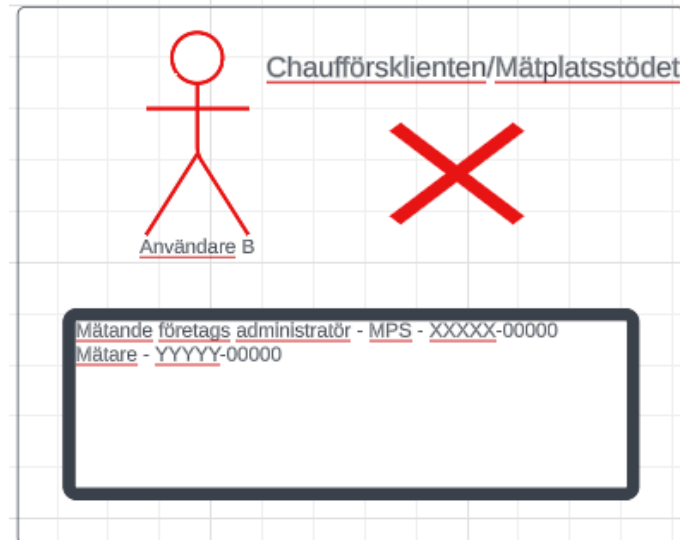 Chaufförsklienten/Mätplatsstödet
Användare B
Mätande företags administratör - MPS - XXXXX-00000
Mätare - YYYYY-00000